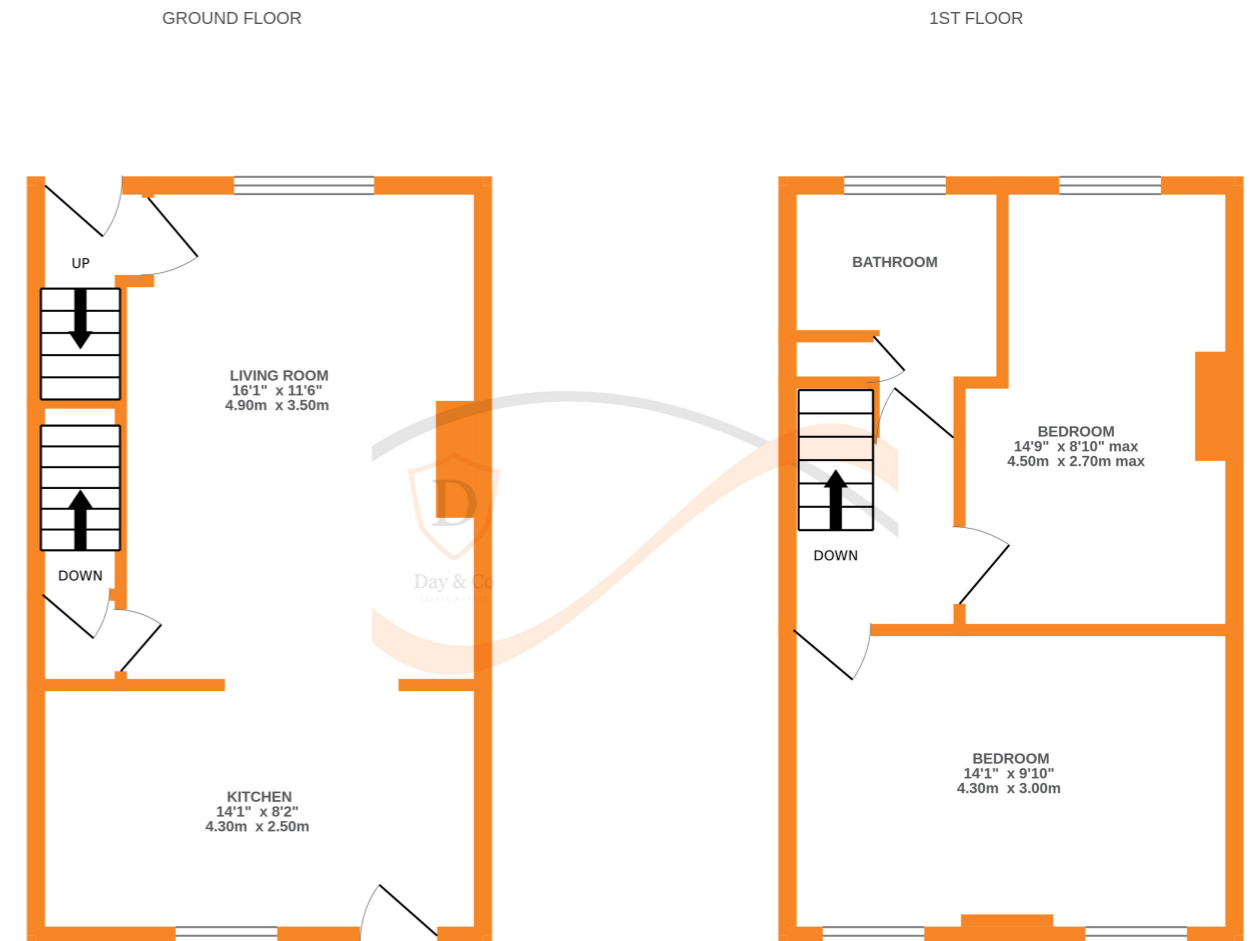 GROUND FLOOR
1ST FLOOR
UP
LIVING ROOM
16'1" x 11'6"
4.90m x 3.50m
DOWN
KITCHEN
14'1" x 8'2"
4.30m x 2.50m
D
Day & Co
BATHROOM
BEDROOM
14'9" x 8'10" max
4.50m x 2.70m max
DOWN
BEDROOM
14'1" x 9'10"
4.30m x 3.00m